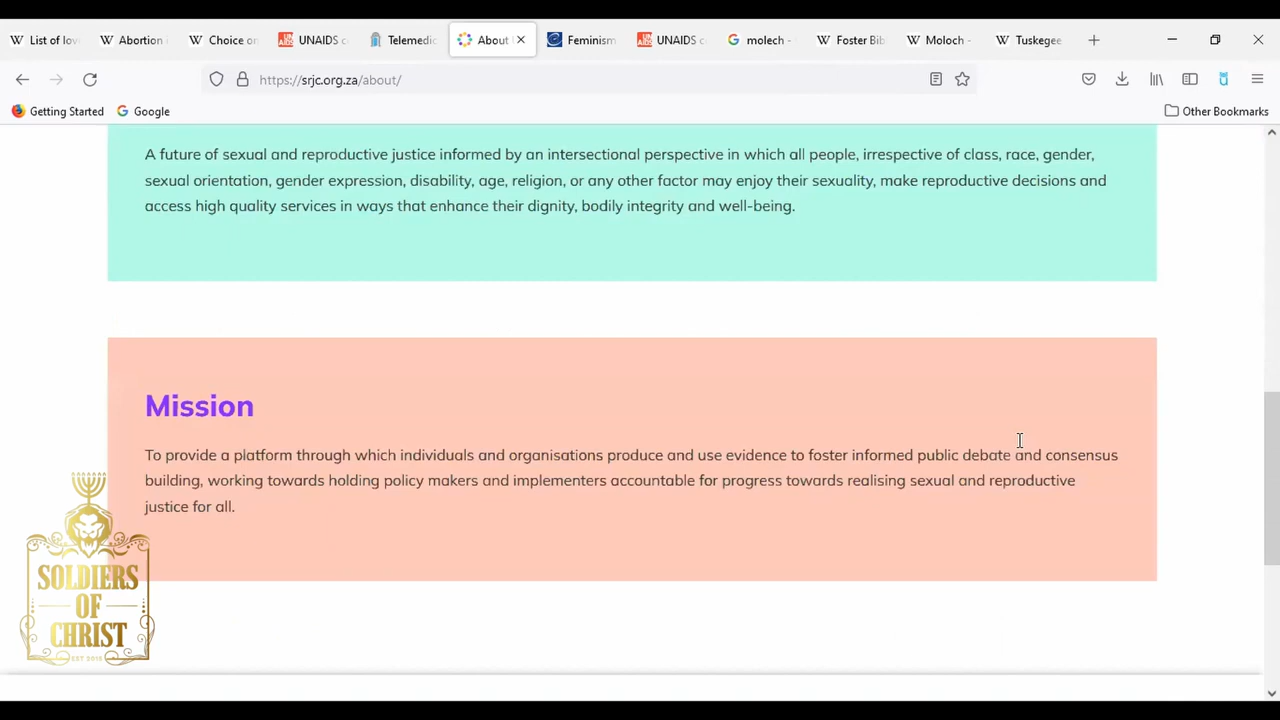 List of lov
Abortion
Choice on
UNAIDS c
Telemedic
About
Feminism
UNAIDS c
molech -
Foster Bib
Moloch -
Tuskegee
https://srjc.org.za/about/
Getting Started
Google
Other Bookmarks
A future of sexual and reproductive justice informed by an intersectional perspective in which all people, irrespective of class, race, gender,
sexual orientation, gender expression, disability, age, religion, or any other factor may enjoy their sexuality, make reproductive decisions and
access high quality services in ways that enhance their dignity, bodily integrity and well-being.
Mission
To provide a platform through which individuals and organisations produce and use evidence to foster informed public debate and consensus
building, working towards holding policy makers and implementers accountable for progress towards realising sexual and reproductive
justice for all.
SOLDIERS
OF
CHRIST